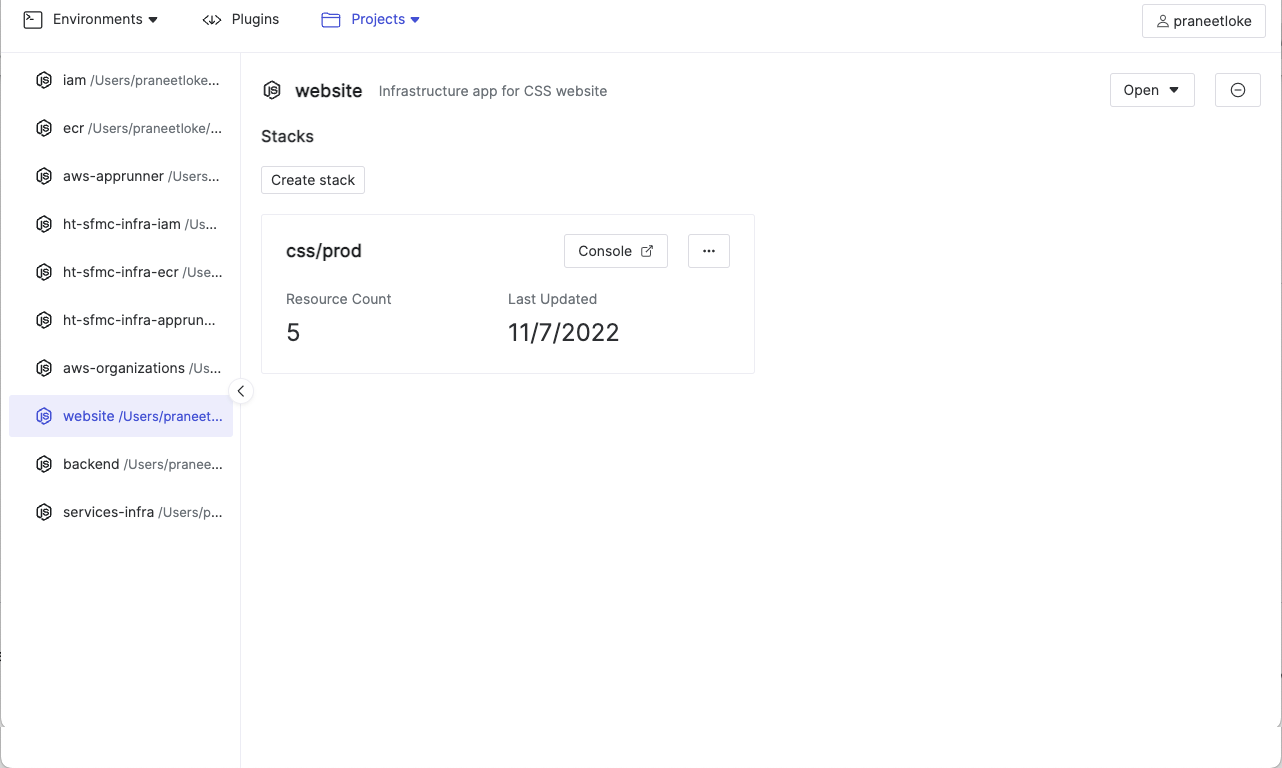 Environments
Plugins
Projects
praneetloke
iam /Users/praneetloke...
ecr /Users/praneetloke/...
aws-apprunner /Users...
ht-sfmc-infra-iam /Us...
ht-sfmc-infra-ecr /Use...
ht-sfmc-infra-apprun...
aws-organizations /Us...
website /Users/praneet...
backend /Users/pranee...
services-infra /Users/p...
website Infrastructure app for CSS website
Open
Stacks
Create stack
css/prod
Console
...
Resource Count
5
Last Updated
11/7/2022